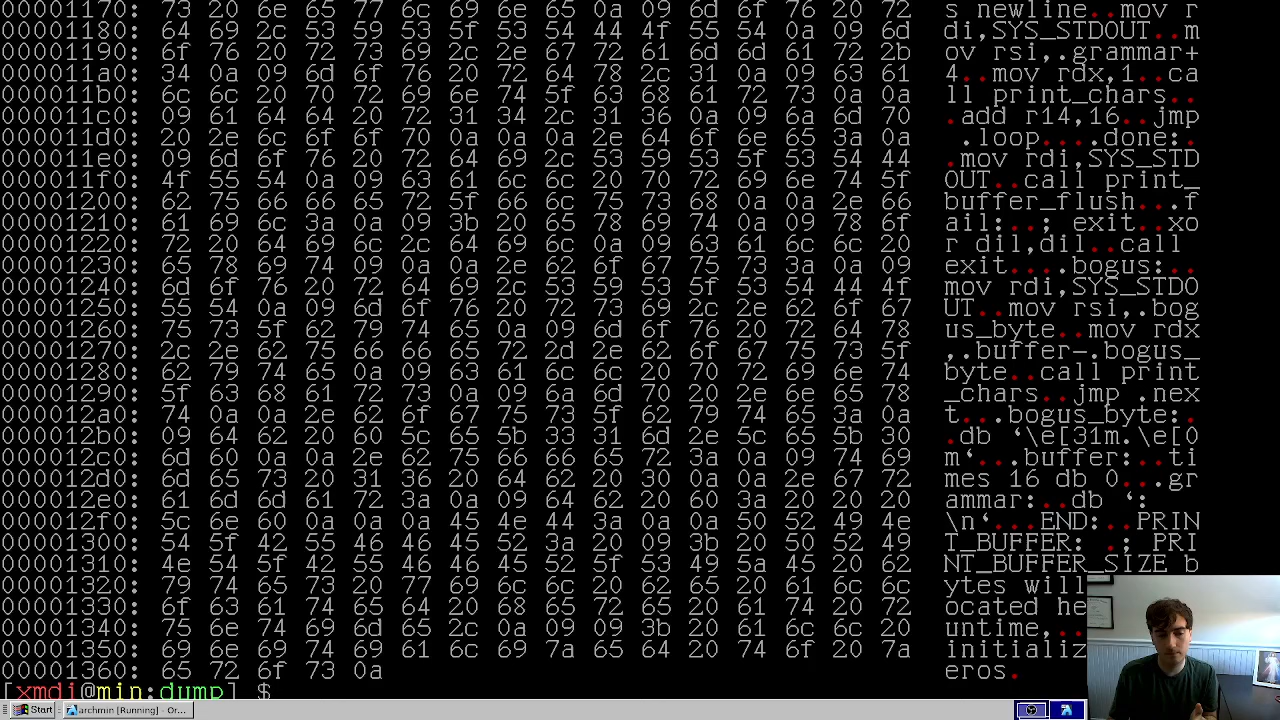 00001170: 73 20 6e 65 77 6c 69 6e 65 0a 09 6d 6f 76 20 72 s newline..mov r
00001180: 64 69 2c 53 59 53 5f 53 54 44 4f 55 54 0a 09 6d di,SYS_STDOUT..m
00001190: 6f 76 20 72 73 69 2c 2e 67 72 61 6d 6d 61 72 2b ov rsi,.grammar+
000011a0: 34 0a 09 6d 6f 76 20 72 64 78 2c 31 0a 09 63 61 4..mov rdx,1..ca
000011b0: 6c 6c 20 70 72 69 6e 74 5f 63 68 61 72 73 0a 0a ll print_chars..
000011c0: 09 61 64 64 20 72 31 34 2c 31 36 0a 09 6a 6d 70 .add r14,16..jmp
000011d0: 20 2e 6c 6f 6f 70 0a 0a 0a 2e 64 6f 6e 65 3a 0a .loop....done:.
000011e0: 09 6d 6f 76 20 72 64 69 2c 53 59 53 5f 53 54 44 .mov rdi,SYS_STD
000011f0: 4f 55 54 0a 09 63 61 6c 6c 20 70 72 69 6e 74 5f OUT..call print_
00001200: 62 75 66 66 65 72 5f 66 6c 75 73 68 0a 0a 2e 66 buffer_flush...f
00001210: 61 69 6c 3a 0a 09 3b 20 65 78 69 74 0a 09 78 6f ail:..; exit..xo
00001220: 72 20 64 69 6c 2c 64 69 6c 0a 09 63 61 6c 6c 20 r dil,dil..call
00001230: 65 78 69 74 09 0a 0a 2e 62 6f 67 75 73 3a 0a 09 exit....bogus:..
00001240: 6d 6f 76 20 72 64 69 2c 53 59 53 5f 53 54 44 4f mov rdi,SYS_STDO
00001250: 55 54 0a 09 6d 6f 76 20 72 73 69 2c 2e 62 6f 67 UT..mov rsi,.bog
00001260: 75 73 5f 62 79 74 65 0a 09 6d 6f 76 20 72 64 78 us_byte..mov rdx
00001270: 2c 2e 62 75 66 66 65 72 2d 2e 62 6f 67 75 73 5f ,.buffer-.bogus_
00001280: 62 79 74 65 0a 09 63 61 6c 6c 20 70 72 69 6e 74 byte..call print
00001290: 5f 63 68 61 72 73 0a 09 6a 6d 70 20 2e 6e 65 78 _chars..jmp .nex
000012a0: 74 0a 0a 2e 62 6f 67 75 73 5f 62 79 74 65 3a 0a t...bogus_byte:.
000012b0: 09 64 62 20 60 5c 65 5b 33 31 6d 2e 5c 65 5b 30 .db `\e[31m.\e[0
000012c0: 6d 60 0a 0a 2e 62 75 66 66 65 72 3a 0a 09 74 69 m`...buffer:..ti
000012d0: 6d 65 73 20 31 36 20 64 62 20 30 0a 0a 2e 67 72 mes 16 db 0...gr
000012e0: 61 6d 6d 61 72 3a 0a 09 64 62 20 60 3a 20 20 20 ammar:..db `:
000012f0: 5c 6e 60 0a 0a 0a 45 4e 44 3a 0a 0a 50 52 49 4e \n`...END:..PRIN
00001300: 54 5f 42 55 46 46 45 52 3a 20 09 3b 20 50 52 49 T_BUFFER: .; PRI
00001310: 4e 54 5f 42 55 46 46 45 52 5f 53 49 5a 45 20 62 NT_BUFFER_SIZE b
00001320: 79 74 65 73 20 77 69 6c 6c 20 62 65 20 61 6c 6c ytes will
00001330: 6f 63 61 74 65 64 20 68 65 72 65 20 61 74 20 72 ocated he
00001340: 75 6e 74 69 6d 65 2c 0a 09 09 3b 20 61 6c 6c 20 untime,..
00001350: 69 6e 69 74 69 61 6c 69 7a 65 64 20 74 6f 20 7a initializ
00001360: 65 72 6f 73 0a eros.
[xmdi@min:dump] $
Start archmin [Running] - Or...